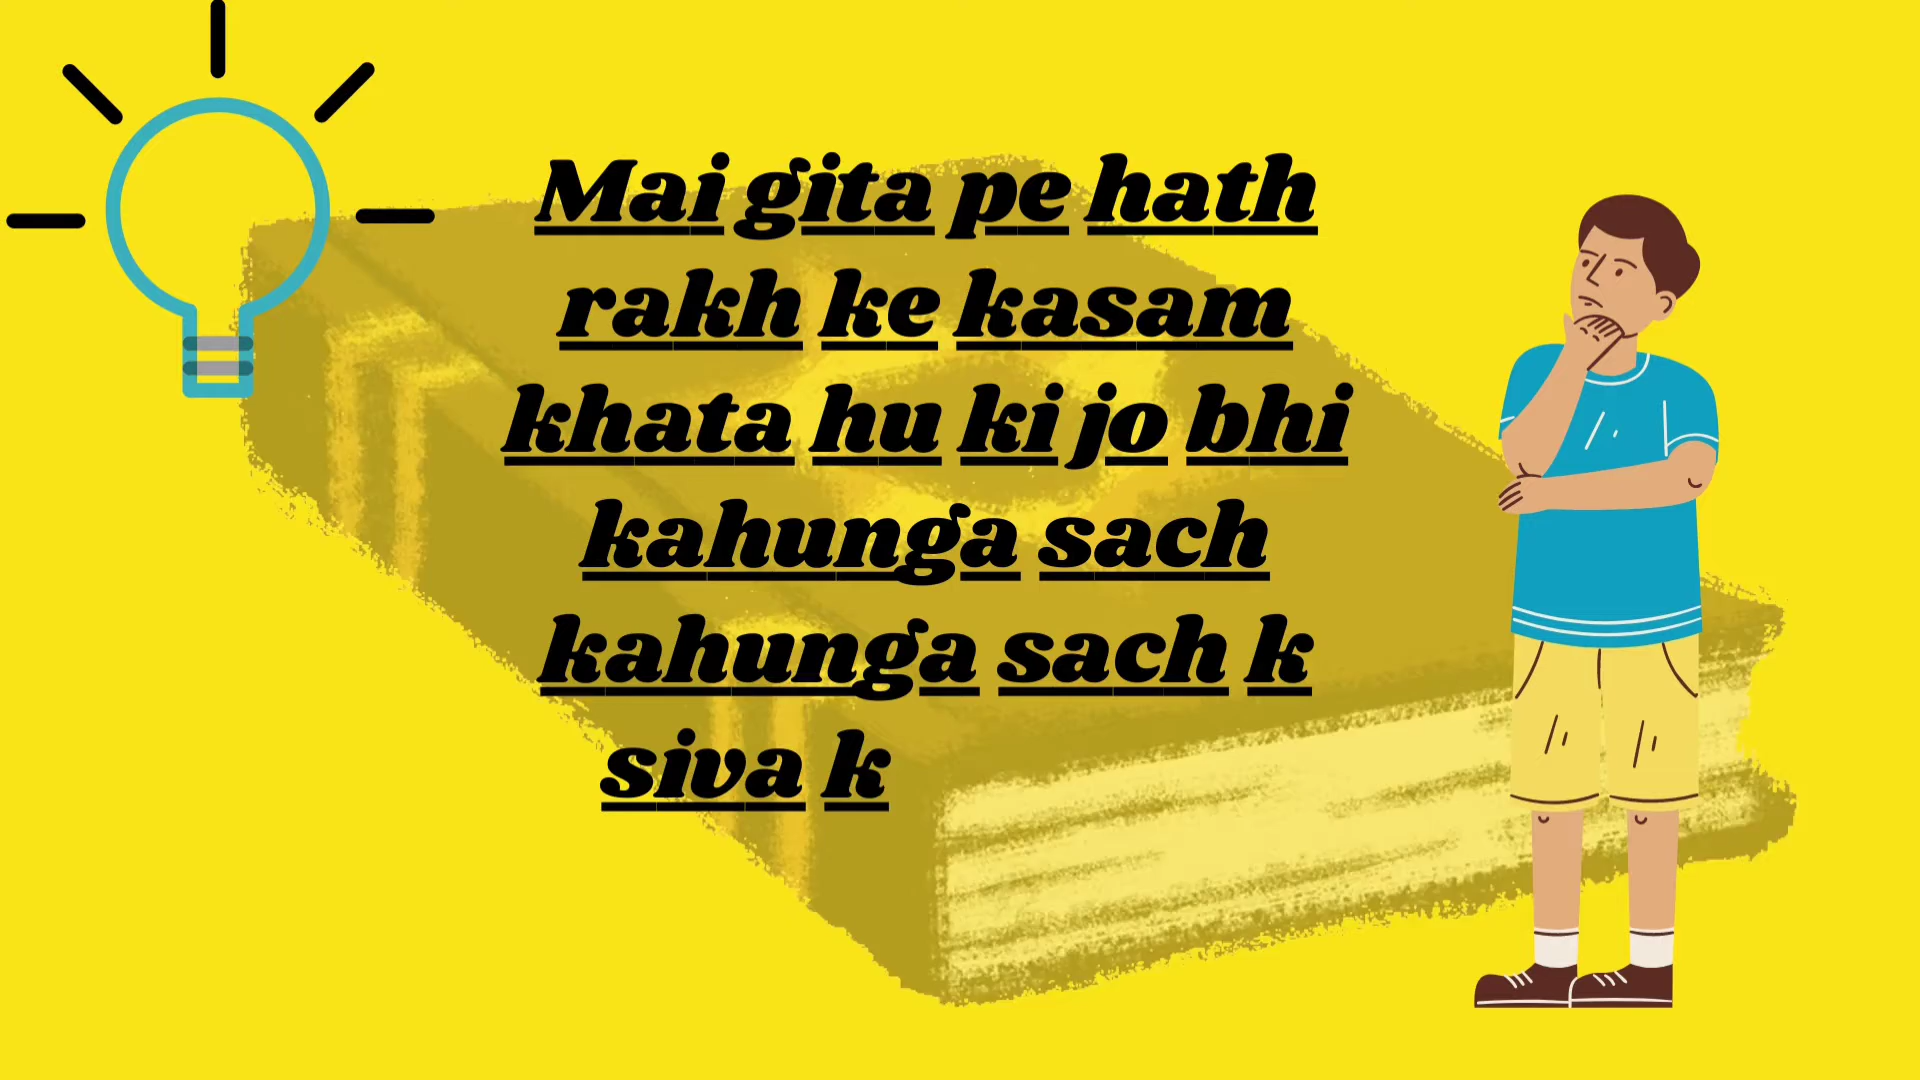 Mai gita pe hath
rakh ke kasam
khata hu ki jo bhi
kahunga sach
kahunga sach k
siva k